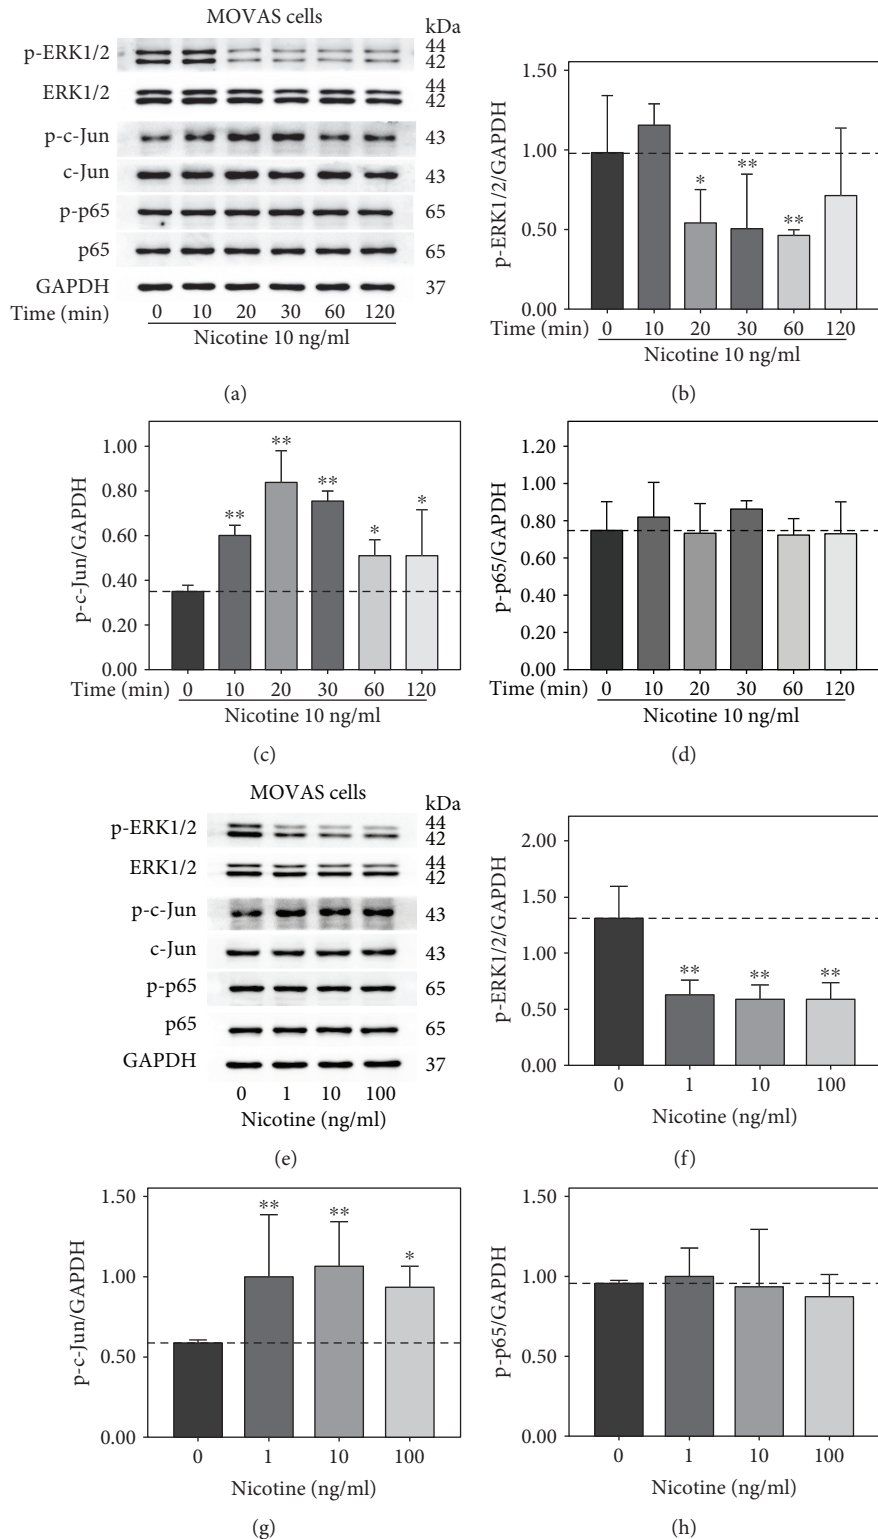 MOVAS cells
kDa
p-ERK1/2 44
42
ERK1/2 44
42
p-c-Jun 43
c-Jun 43
p-p65 65
p65 65
GAPDH 37
Time (min) 0 10 20 30 60 120
Nicotine 10 ng/ml
(a)
p-ERK1/2/GAPDH
1.50
1.00
0.50
0.00
* ** **
Time (min) 0 10 20 30 60 120
Nicotine 10 ng/ml
(b)
p-c-Jun/GAPDH
1.00
0.80
0.60
0.40
0.20
0.00
** ** ** * *
Time (min) 0 10 20 30 60 120
Nicotine 10 ng/ml
(c)
p-p65/GAPDH
1.20
1.00
0.80
0.60
0.40
0.20
0.00
Time (min) 0 10 20 30 60 120
Nicotine 10 ng/ml
(d)
MOVAS cells
kDa
p-ERK1/2 44
42
ERK1/2 44
42
p-c-Jun 43
c-Jun 43
p-p65 65
p65 65
GAPDH 37
0 1 10 100
Nicotine (ng/ml)
(e)
p-ERK1/2/GAPDH
2.00
1.50
1.00
0.50
0.00
** ** **
0 1 10 100
Nicotine (ng/ml)
(f)
p-c-Jun/GAPDH
1.50
1.00
0.50
0.00
** ** *
0 1 10 100
Nicotine (ng/ml)
(g)
p-p65/GAPDH
1.50
1.00
0.50
0.00
0 1 10 100
Nicotine (ng/ml)
(h)